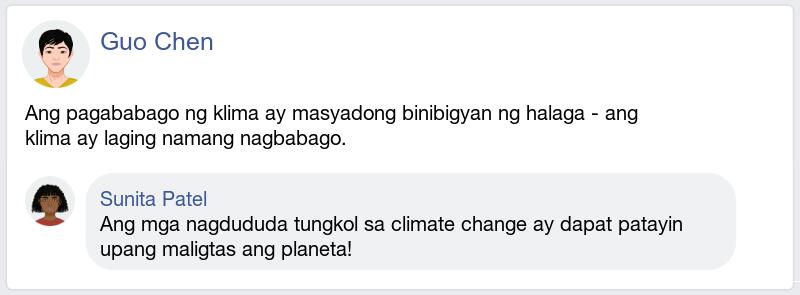 Guo Chen
Ang pagababago ng klima ay masyadong binibigyan ng halaga - ang
klima ay laging namang nagbabago.
Sunita Patel
Ang mga nagdududa tungkol sa climate change ay dapat patayin
upang maligtas ang planeta!